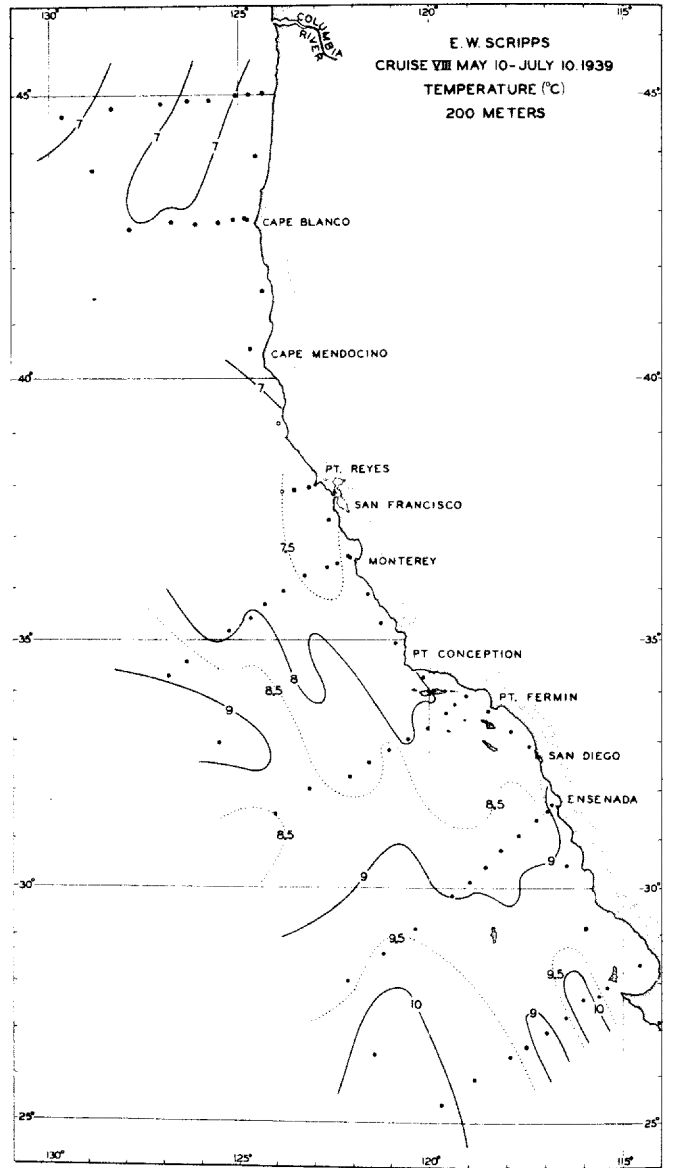 130°
125°
COLUMBIA
RIVER
E. W. SCRIPPS
CRUISE VIII MAY 10-JULY 10, 1939
TEMPERATURE (°C)
200 METERS
45°
45°
7
7
CAPE BLANCO
CAPE MENDOCINO
40°
40°
7
PT. REYES
SAN FRANCISCO
7.5
MONTEREY
35°
35°
PT CONCEPTION
8
8.5
PT. FERMIN
9
SAN DIEGO
8.5
ENSENADA
8.5
9
9
30°
30°
9.5
9.5
10
10
9
25°
25°
130°
125°
120°
115°